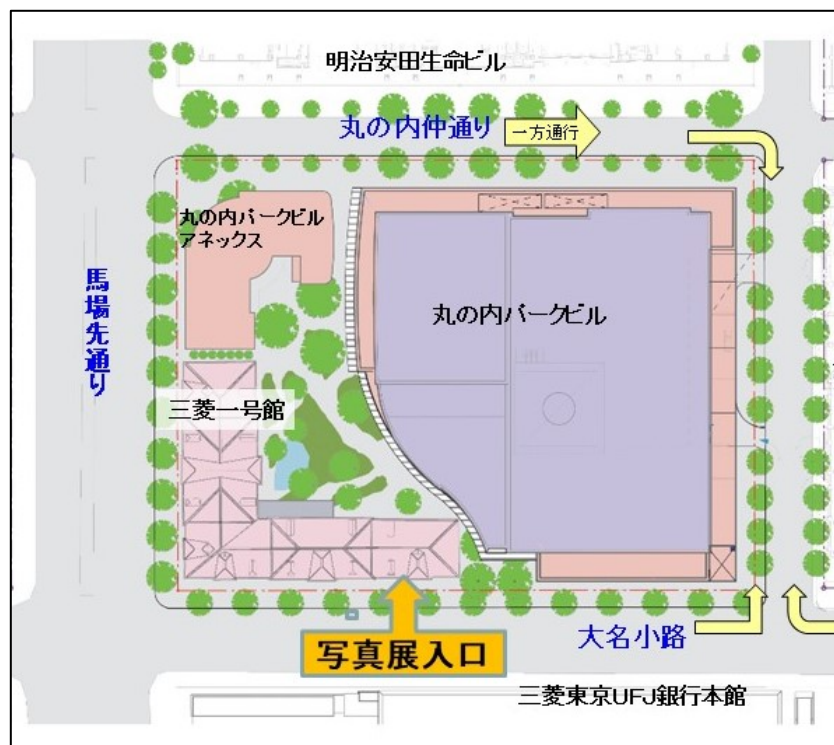 明治安田生命ビル
丸の内仲通り
一方通行
丸の内パークビル
アネックス
馬場先通り
丸の内パークビル
三菱一号館
写真展入口
大名小路
三菱東京UFJ銀行本館